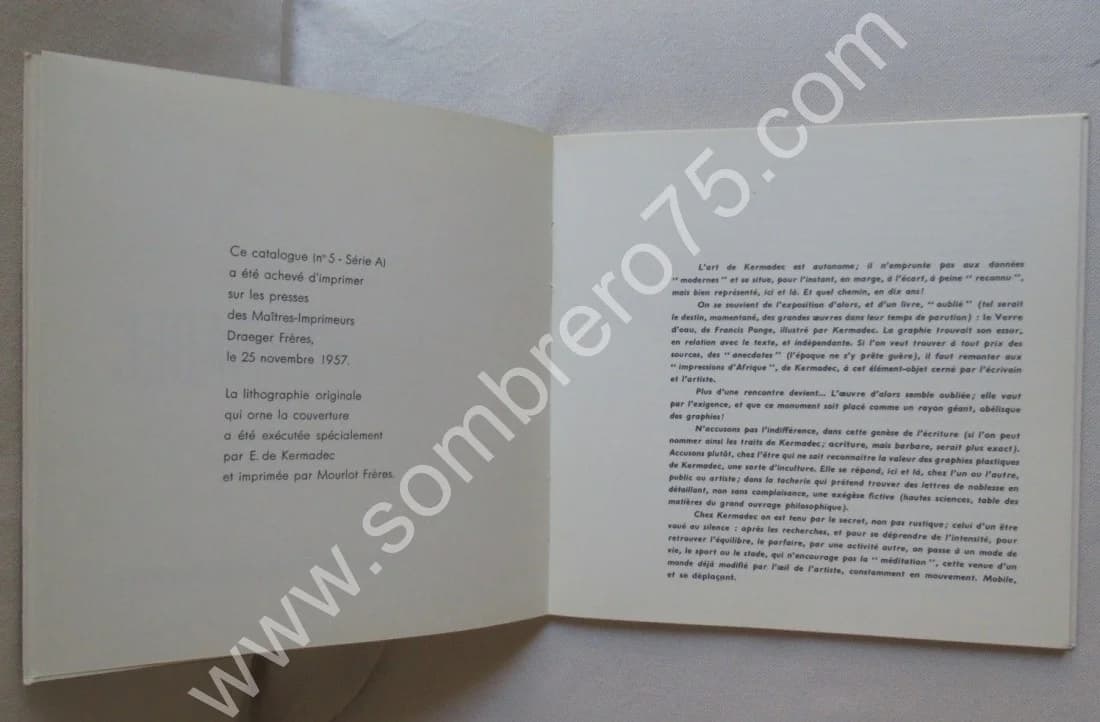 Ce catalogue (n° 5 - Série A)
a été achevé d'imprimer
sur les presses
des Maîtres-Imprimeurs
Draeger Frères,
le 25 novembre 1957.
La lithographie originale
qui orne la couverture
a été exécutée spécialement
par E. de Kermadec
et imprimée par Mourlot Frères.
L'art de Kermadec est autonome ; il n'emprunte pas aux données
" modernes " et se situe, pour l'instant, en marge, à l'écart, à peine " reconnu ",
mais bien représenté, ici et là. Et quel chemin, en dix ans!
On se souvient de l'exposition d'alors, et d'un livre, " oublié " (tel serait
le destin, momentané, des grandes œuvres dans leur temps de parution) : le Verre
d'eau, de Francis Ponge, illustré par Kermadec. La graphie trouvait son essor,
en relation avec le texte, et indépendante. Si l'on veut trouver à tout prix des
sources, des " anecdotes " (l'époque ne s'y prête guère), il faut remonter aux
" impressions d'Afrique ", de Kermadec, à cet élément-objet cerné par l'écrivain
et l'artiste.
Plus d'une rencontre devient... L'œuvre d'alors semble oubliée ; elle vaut
par l'exigence, et que ce monument soit placé comme un rayon géant, obélisque
des graphies!
N'accusons pas l'indifférence, dans cette genèse de l'écriture (si l'on peut
nommer ainsi les traits de Kermadec ; acriture, mais barbare, serait plus exact).
Accusons plutôt, chez l'être qui ne sait reconnaître la valeur des graphies plastiques
de Kermadec, une sorte d'inculture. Elle se répand, ici et là, chez l'un ou l'autre,
public ou artiste ; dans la tacherie qui prétend trouver des lettres de noblesse en
détaillant, non sans complaisance, une exégèse fictive (hautes sciences, table des
matières du grand ouvrage philosophique).
Chez Kermadec on est tenu par le secret, non pas rustique ; celui d'un être
voué au silence : après les recherches, et pour se déprendre de l'intensité, pour
retrouver l'équilibre, le parfaire, par une activité autre, on passe à un mode de
vie, le sport ou le stade, qui n'encourage pas la " méditation ", cette venue d'un
monde déjà modifié par l'œil de l'artiste, constamment en mouvement. Mobile,
et se déplaçant.
www.sombrero75.com